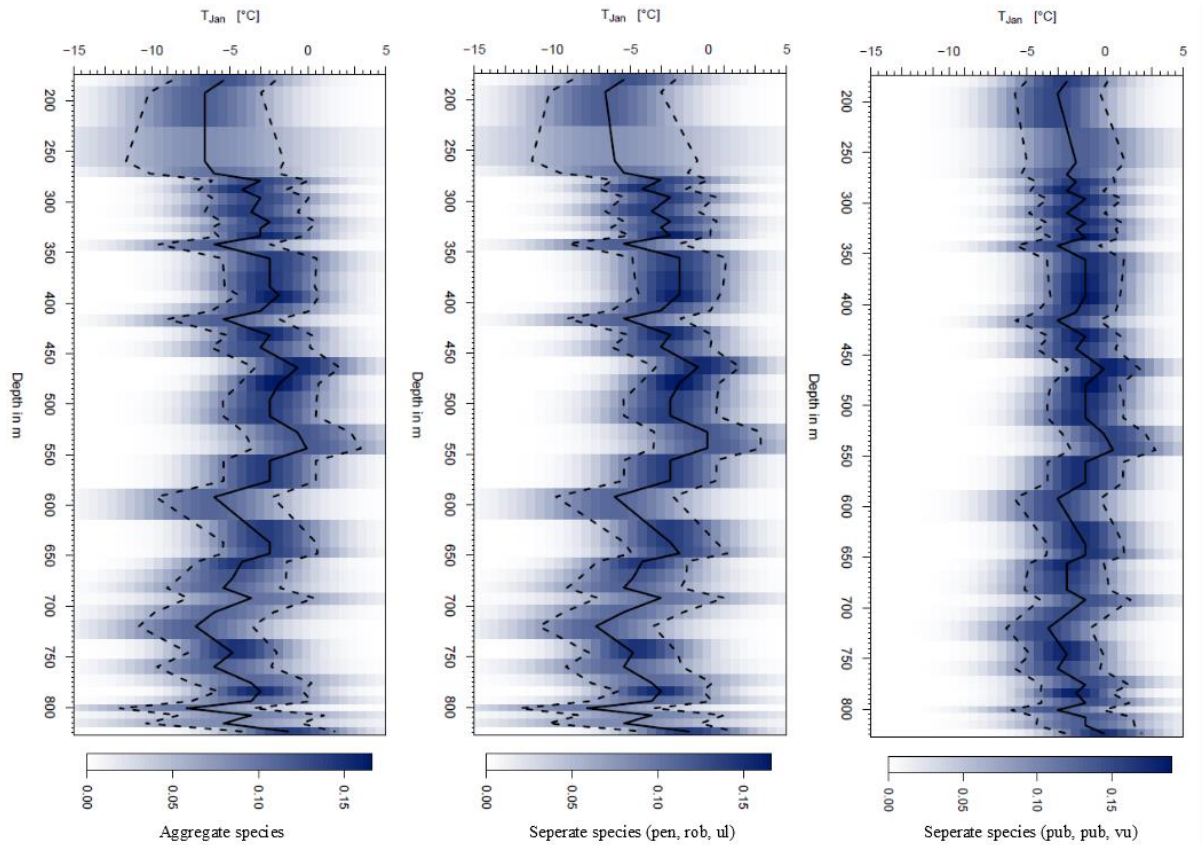 T Jan [°C]
−15 −10 −5 0 5
200
250
300
350
400
450
500
550
600
650
700
750
800
Depth in m
0.00 0.05 0.10 0.15
Aggregate species
T Jan [°C]
−15 −10 −5 0 5
200
250
300
350
400
450
500
550
600
650
700
750
800
Depth in m
0.00 0.05 0.10 0.15
Seperate species (pen, rob, ul)
T Jan [°C]
−15 −10 −5 0 5
200
250
300
350
400
450
500
550
600
650
700
750
800
Depth in m
0.00 0.05 0.10 0.15
Seperate species (pub, pub, vu)